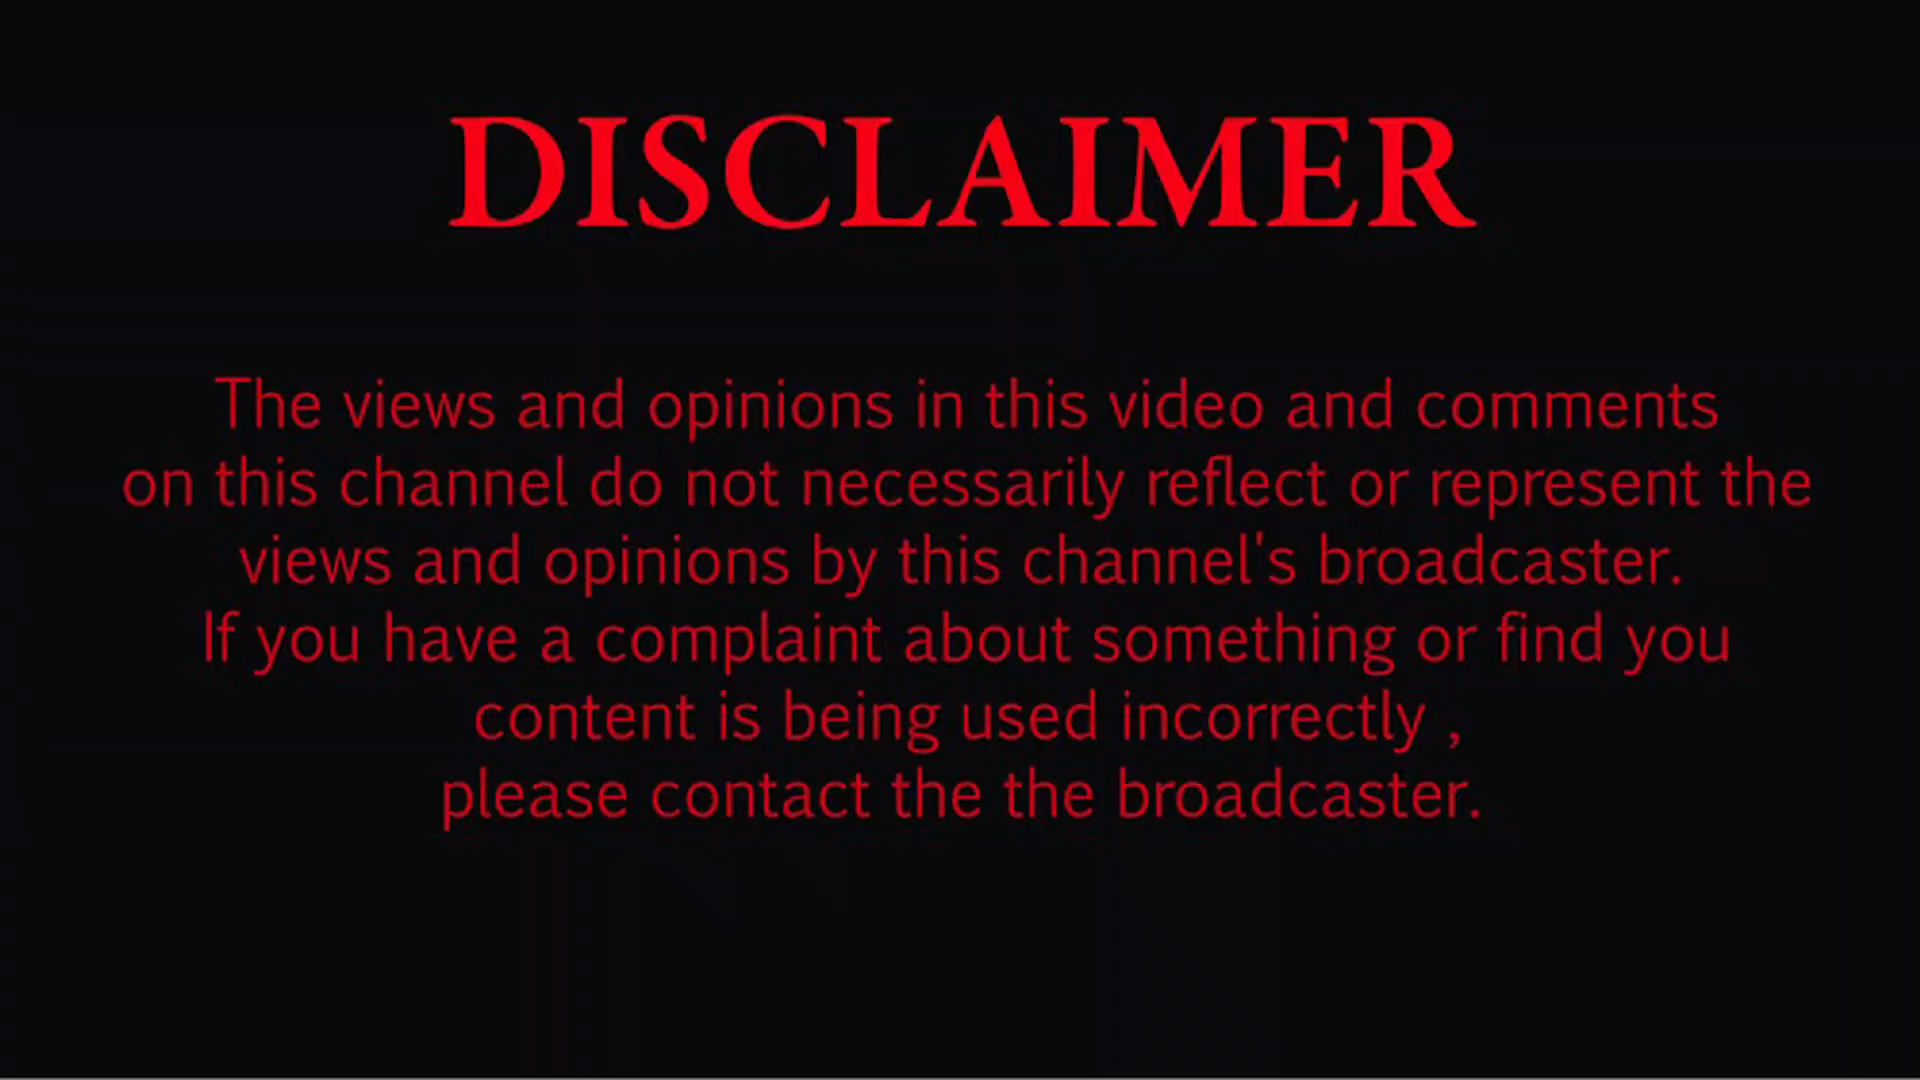 DISCLAIMER
The views and opinions in this video and comments
on this channel do not necessarily reflect or represent the
views and opinions by this channel's broadcaster.
If you have a complaint about something or find you
content is being used incorrectly ,
please contact the the broadcaster.